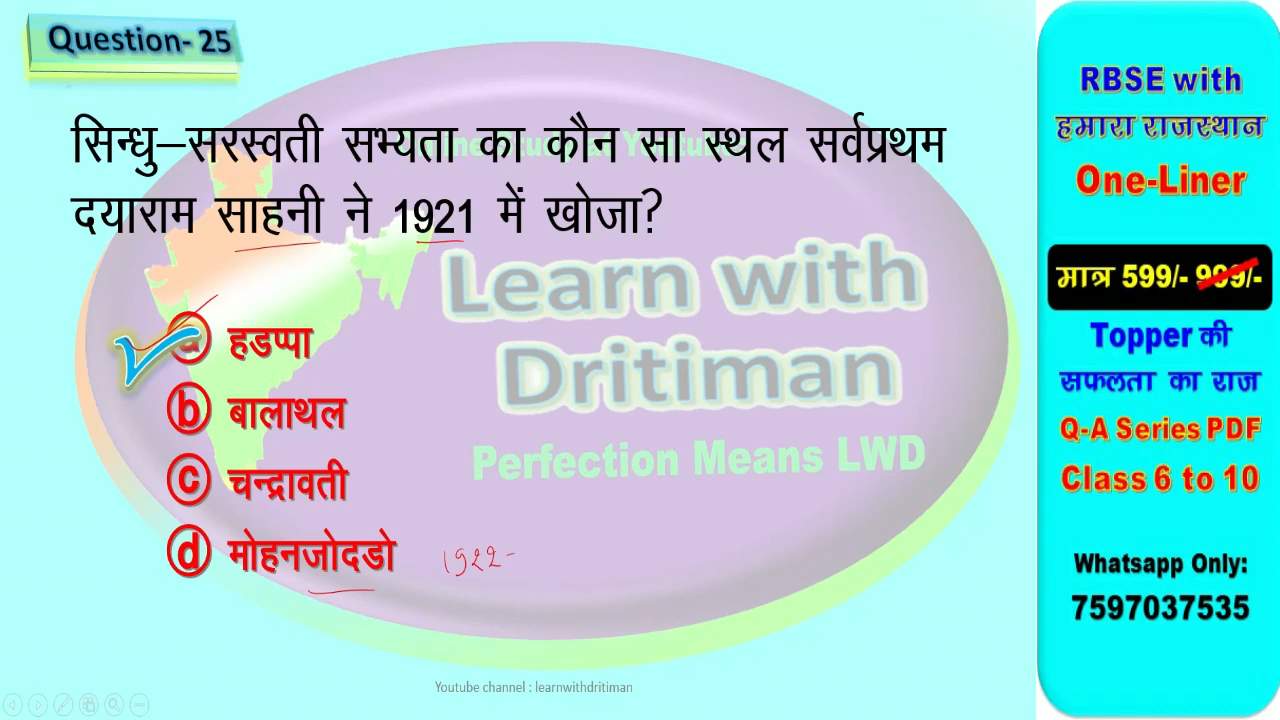 Question- 25
सिन्धु–सरस्वती सभ्यता का कौन सा स्थल सर्वप्रथम
दयाराम साहनी ने 1921 में खोजा?
Learn with
Dritiman
Perfection Means LWD
ⓐ हडप्पा
ⓑ बालाथल
ⓒ चन्द्रावती
ⓓ मोहनजोदडो 1922-
Youtube channel : learnwithdritiman
RBSE with
हमारा राजस्थान
One-Liner
मात्र 599/- 999/-
Topper की
सफलता का राज
Q-A Series PDF
Class 6 to 10
Whatsapp Only:
7597037535